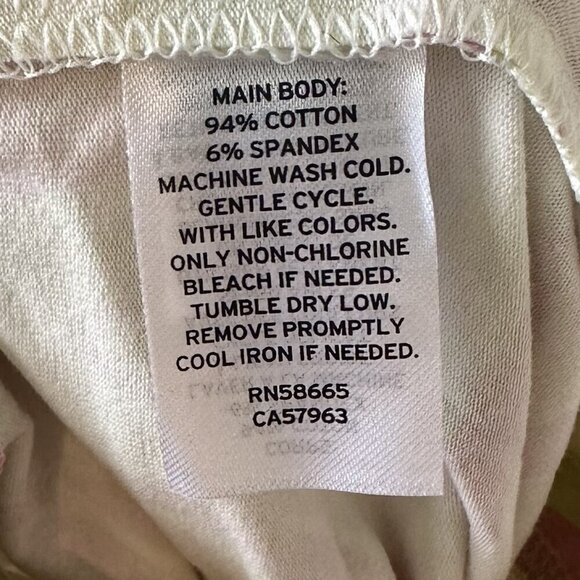 MAIN BODY:
94% COTTON
6% SPANDEX
MACHINE WASH COLD.
GENTLE CYCLE.
WITH LIKE COLORS.
ONLY NON-CHLORINE
BLEACH IF NEEDED.
TUMBLE DRY LOW.
REMOVE PROMPTLY
COOL IRON IF NEEDED.
RN58665
CA57963